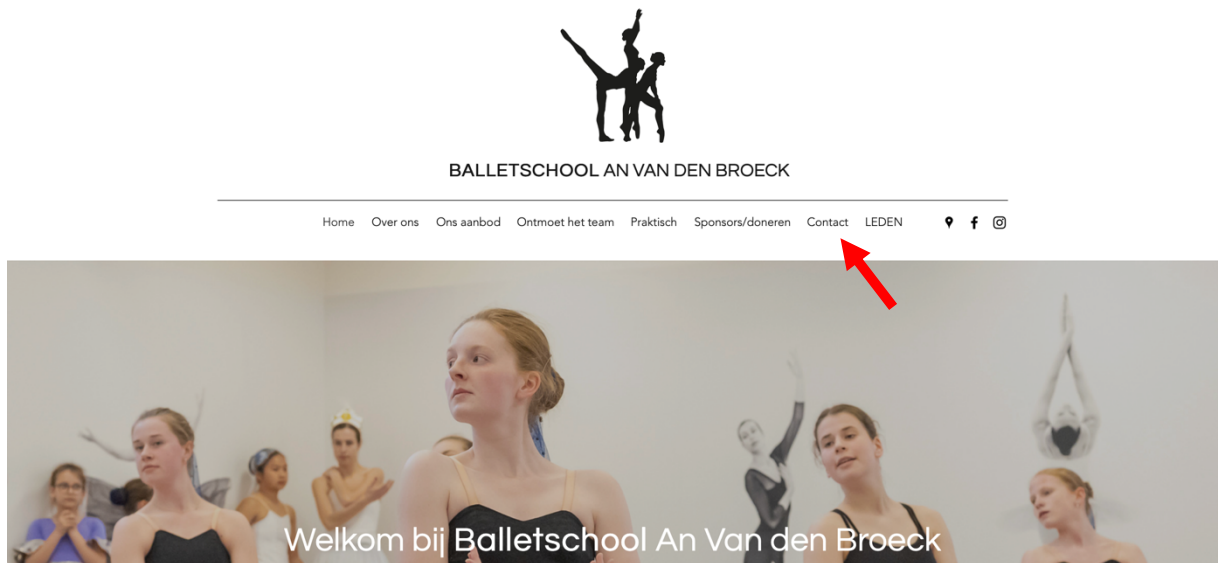 BALLETSCHOOL AN VAN DEN BROECK
Home Over ons Ons aanbod Ontmoet het team Praktisch Sponsors/doneren Contact LEDEN
Welkom bij Balletschool An Van den Broeck